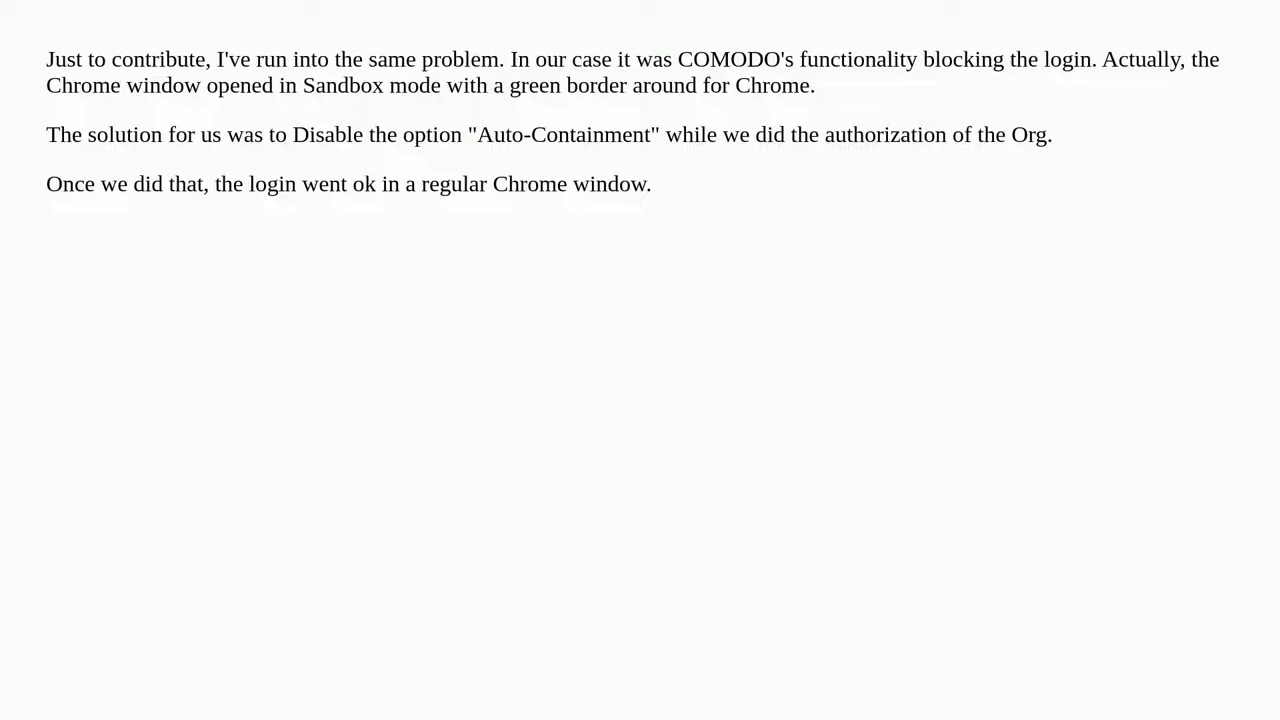 Just to contribute, I've run into the same problem. In our case it was COMODO's functionality blocking the login. Actually, the
Chrome window opened in Sandbox mode with a green border around for Chrome.
The solution for us was to Disable the option "Auto-Containment" while we did the authorization of the Org.
Once we did that, the login went ok in a regular Chrome window.